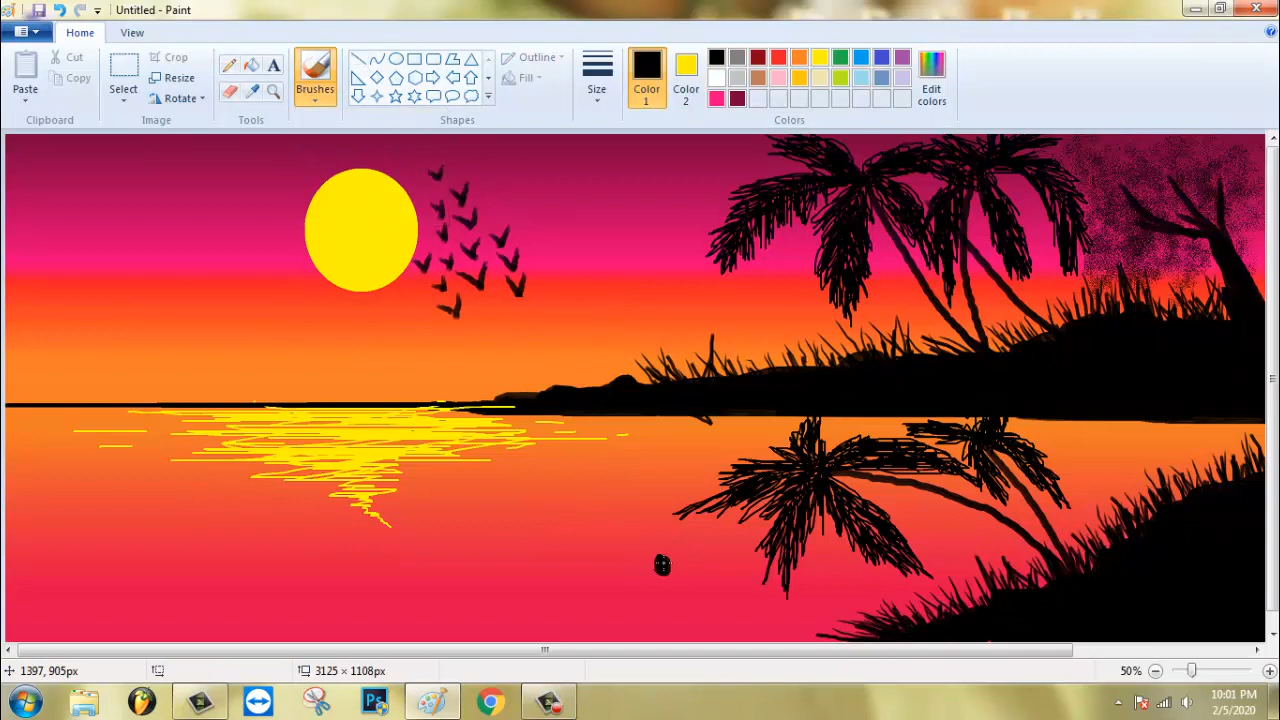 Untitled - Paint
Home View
Paste
Cut
Copy
Clipboard
Select
Crop
Resize
Rotate
Image
A
Tools
Brushes
Shapes
Outline
Fill
Size
Color 1
Color 2
Edit colors
Colors
1397, 905px
3125 × 1108px
50%
Ps
10:01 PM
2/5/2020